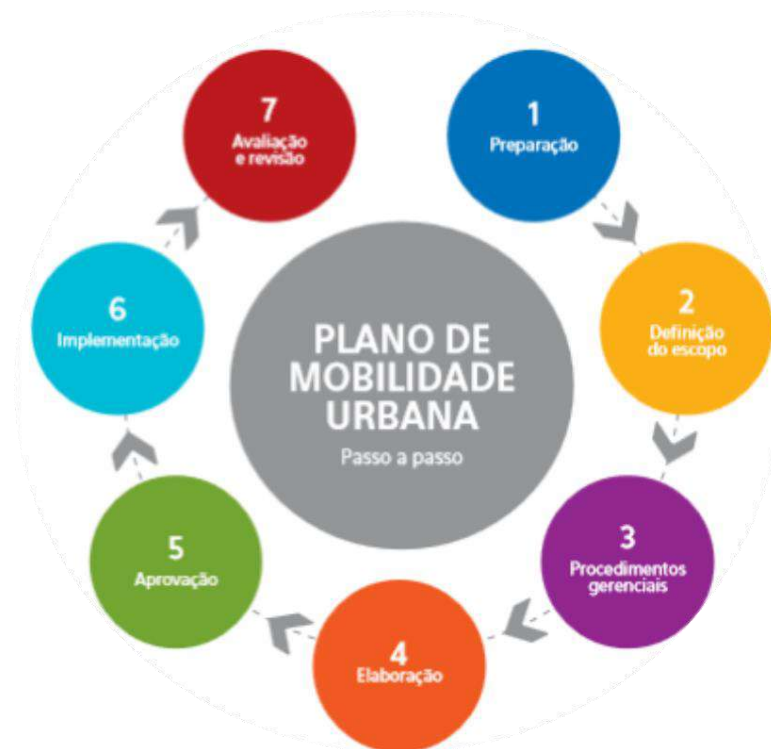 PLANO DE
MOBILIDADE
URBANA
Passo a passo
1
Preparação
2
Definição
do escopo
3
Procedimentos
gerenciais
4
Elaboração
5
Aprovação
6
Implementação
7
Avaliação
e revisão